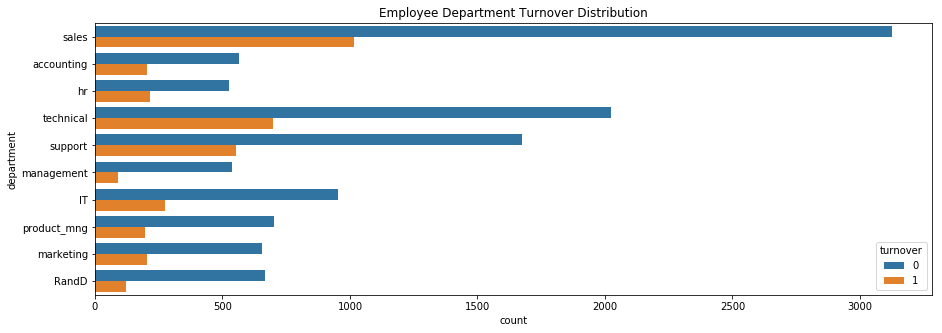 Employee Department Turnover Distribution
department
sales
accounting
hr
technical
support
management
IT
product_mng
marketing
RandD
0 500 1000 1500 2000 2500 3000
count
turnover
0
1